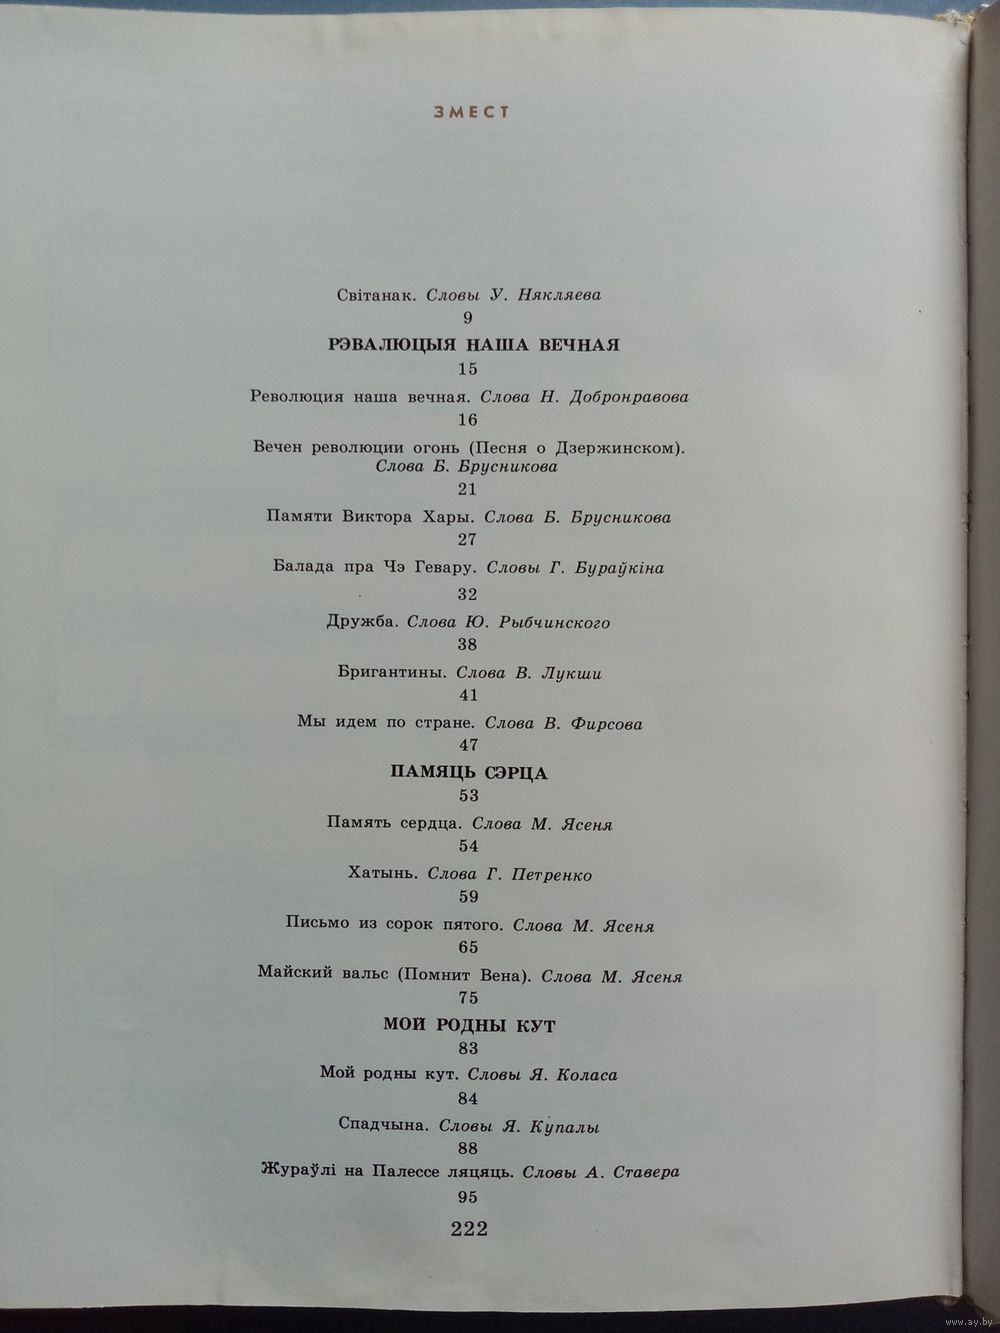 ЗМЕСТ
Світанак. Словы У. Някляева
9
РЭВАЛЮЦЫЯ НАША ВЕЧНАЯ
15
Революция наша вечная. Слова Н. Добронравова
16
Вечен революции огонь (Песня о Дзержинском).
Слова Б. Брусникова
21
Памяти Виктора Хары. Слова Б. Брусникова
27
Балада пра Чэ Гевару. Словы Г. Бураўкіна
32
Дружба. Слова Ю. Рыбчинского
38
Бригантины. Слова В. Лукши
41
Мы идем по стране. Слова В. Фирсова
47
ПАМЯЦЬ СЭРЦА
53
Память сердца. Слова М. Ясеня
54
Хатынь. Слова Г. Петренко
59
Письмо из сорок пятого. Слова М. Ясеня
65
Майский вальс (Помнит Вена). Слова М. Ясеня
75
МОЙ РОДНЫ КУТ
83
Мой родны кут. Словы Я. Коласа
84
Спадчына. Словы Я. Купалы
88
Жураўлі на Палессе ляцяць. Словы А. Ставера
95
222
www.ay.by